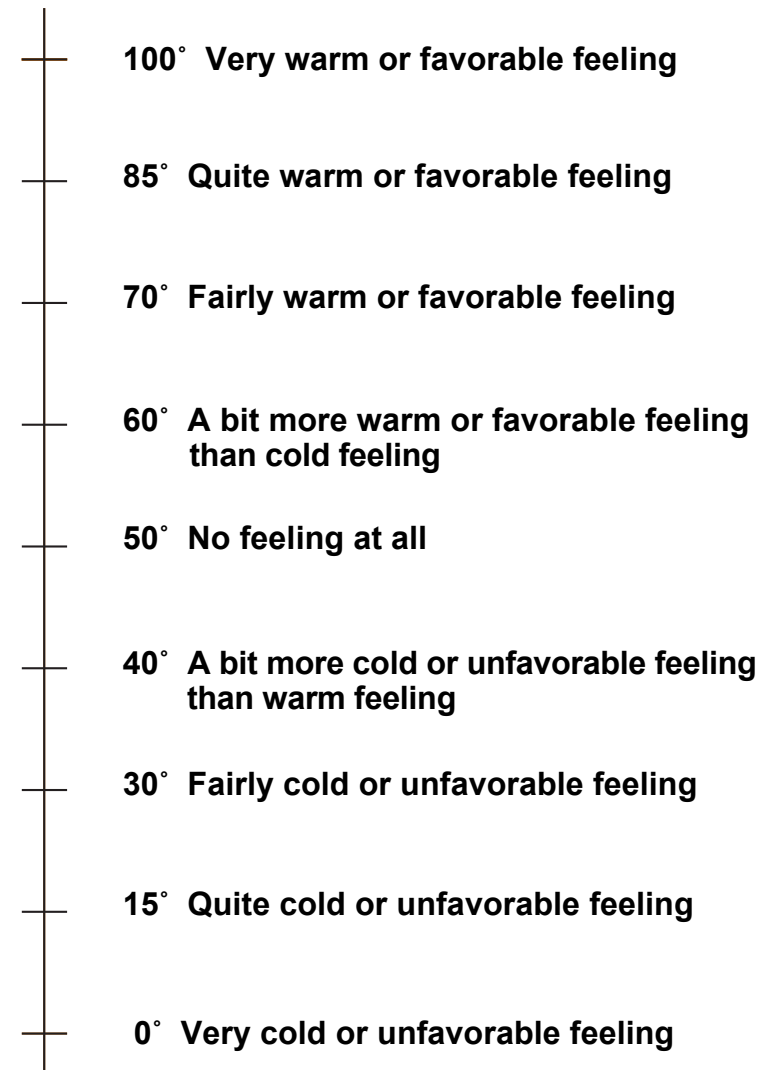 100˚ Very warm or favorable feeling
85˚ Quite warm or favorable feeling
70˚ Fairly warm or favorable feeling
60˚ A bit more warm or favorable feeling
than cold feeling
50˚ No feeling at all
40˚ A bit more cold or unfavorable feeling
than warm feeling
30˚ Fairly cold or unfavorable feeling
15˚ Quite cold or unfavorable feeling
0˚ Very cold or unfavorable feeling